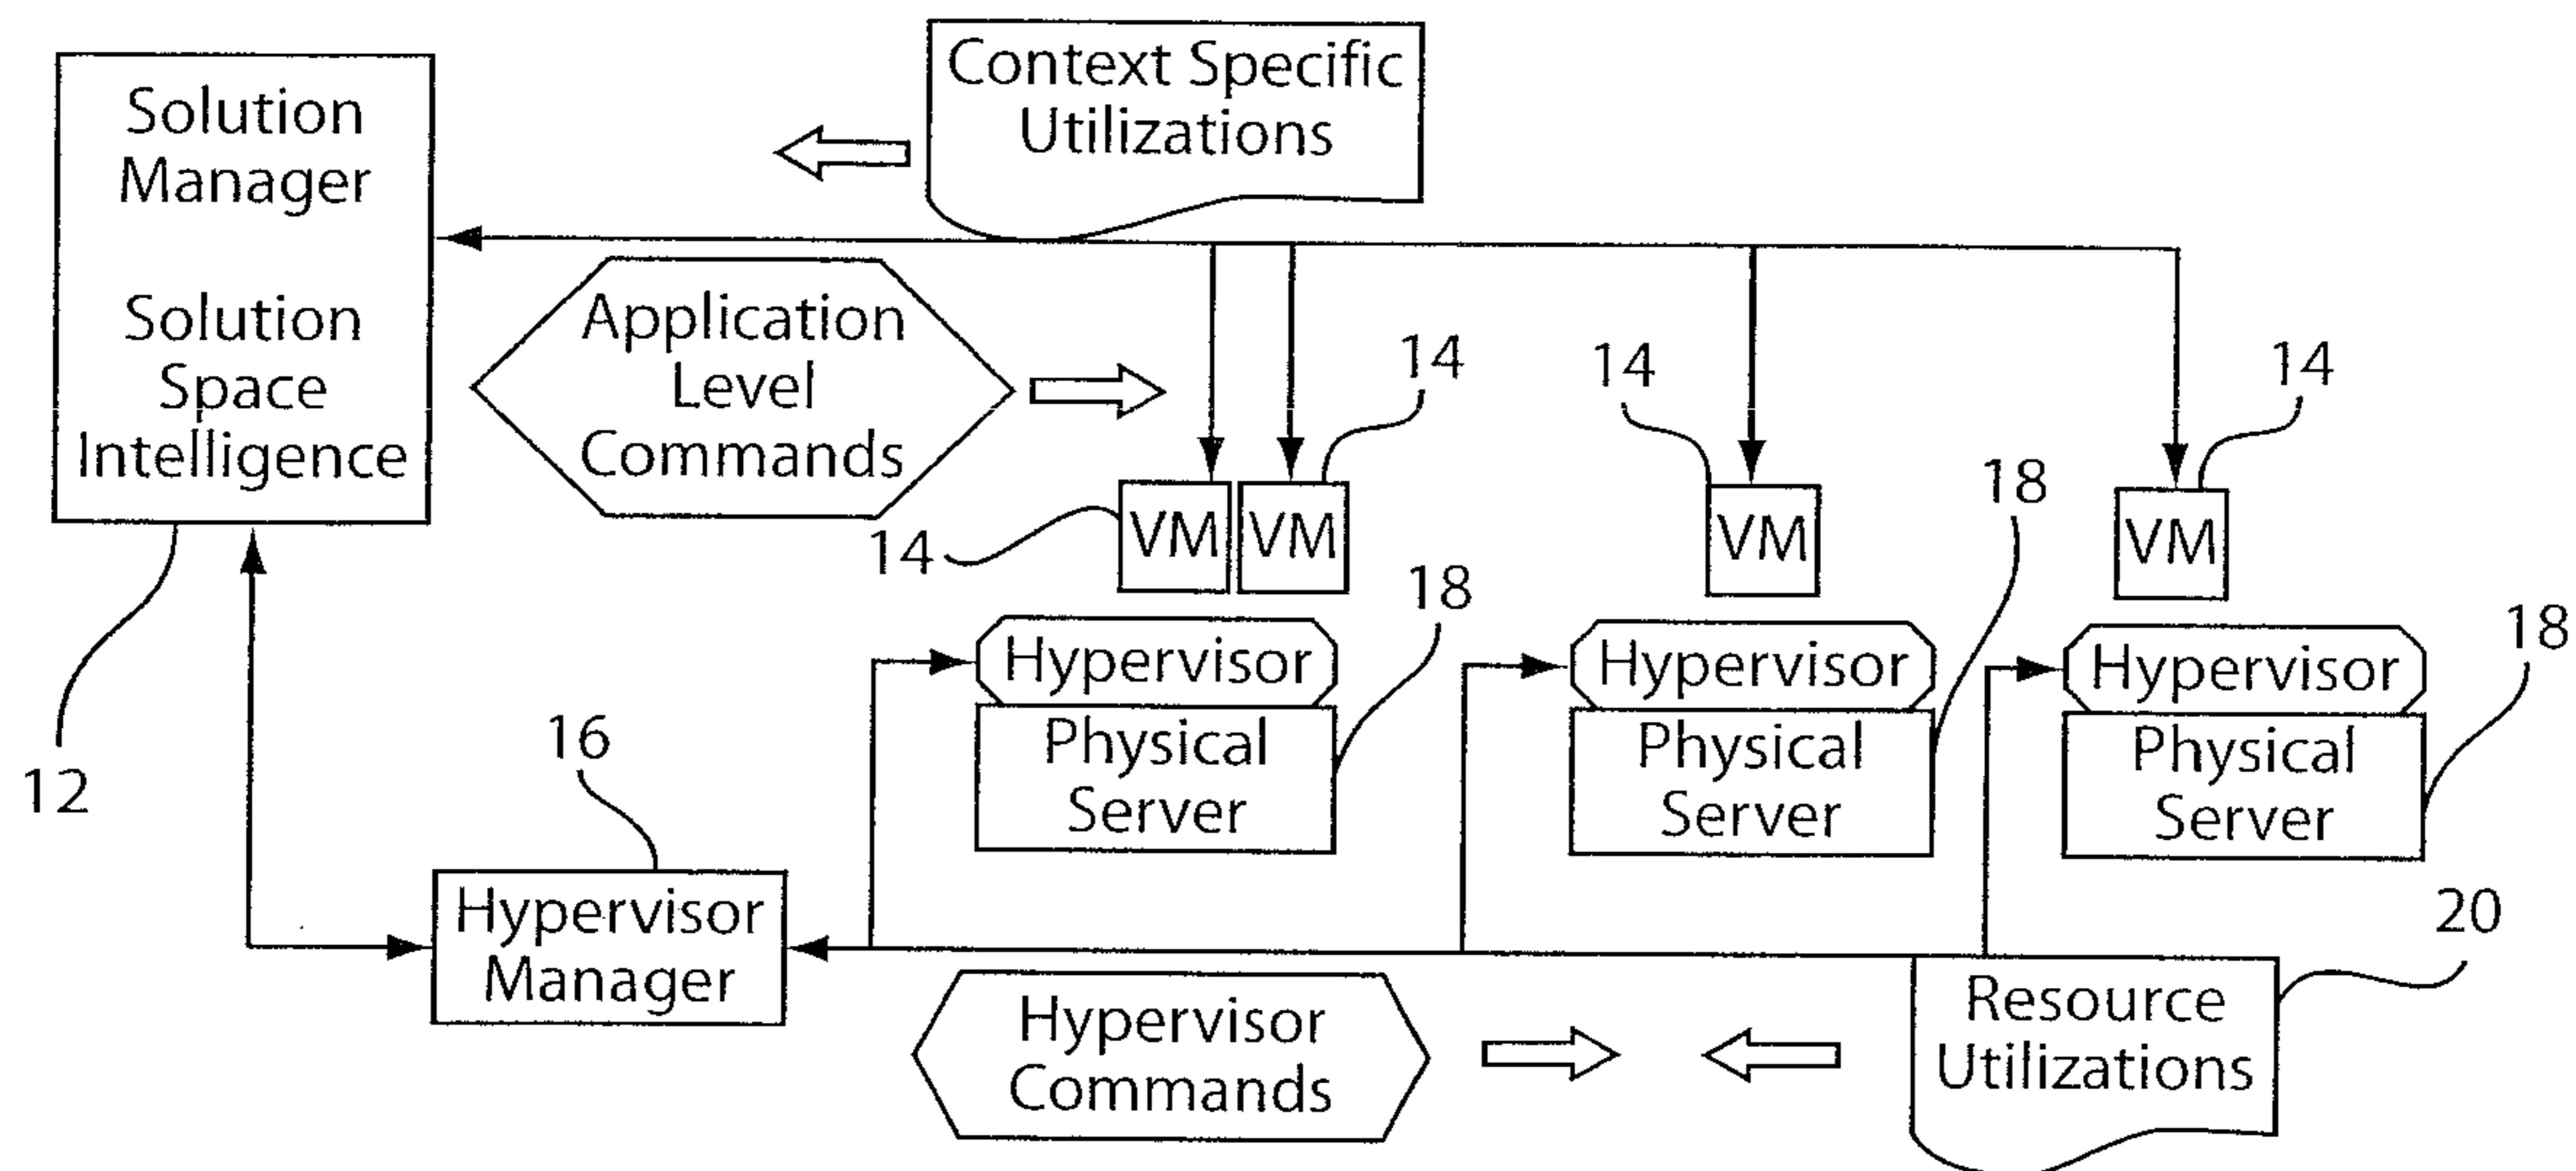 Context Specific
Utilizations
Solution
Manager
Solution
Space
Intelligence
Application
Level
Commands
14
14
14
14
VM
VM
VM
VM
18
18
18
Hypervisor
Physical
Server
Hypervisor
Physical
Server
Hypervisor
Physical
Server
12
16
Hypervisor
Manager
20
Hypervisor
Commands
Resource
Utilizations